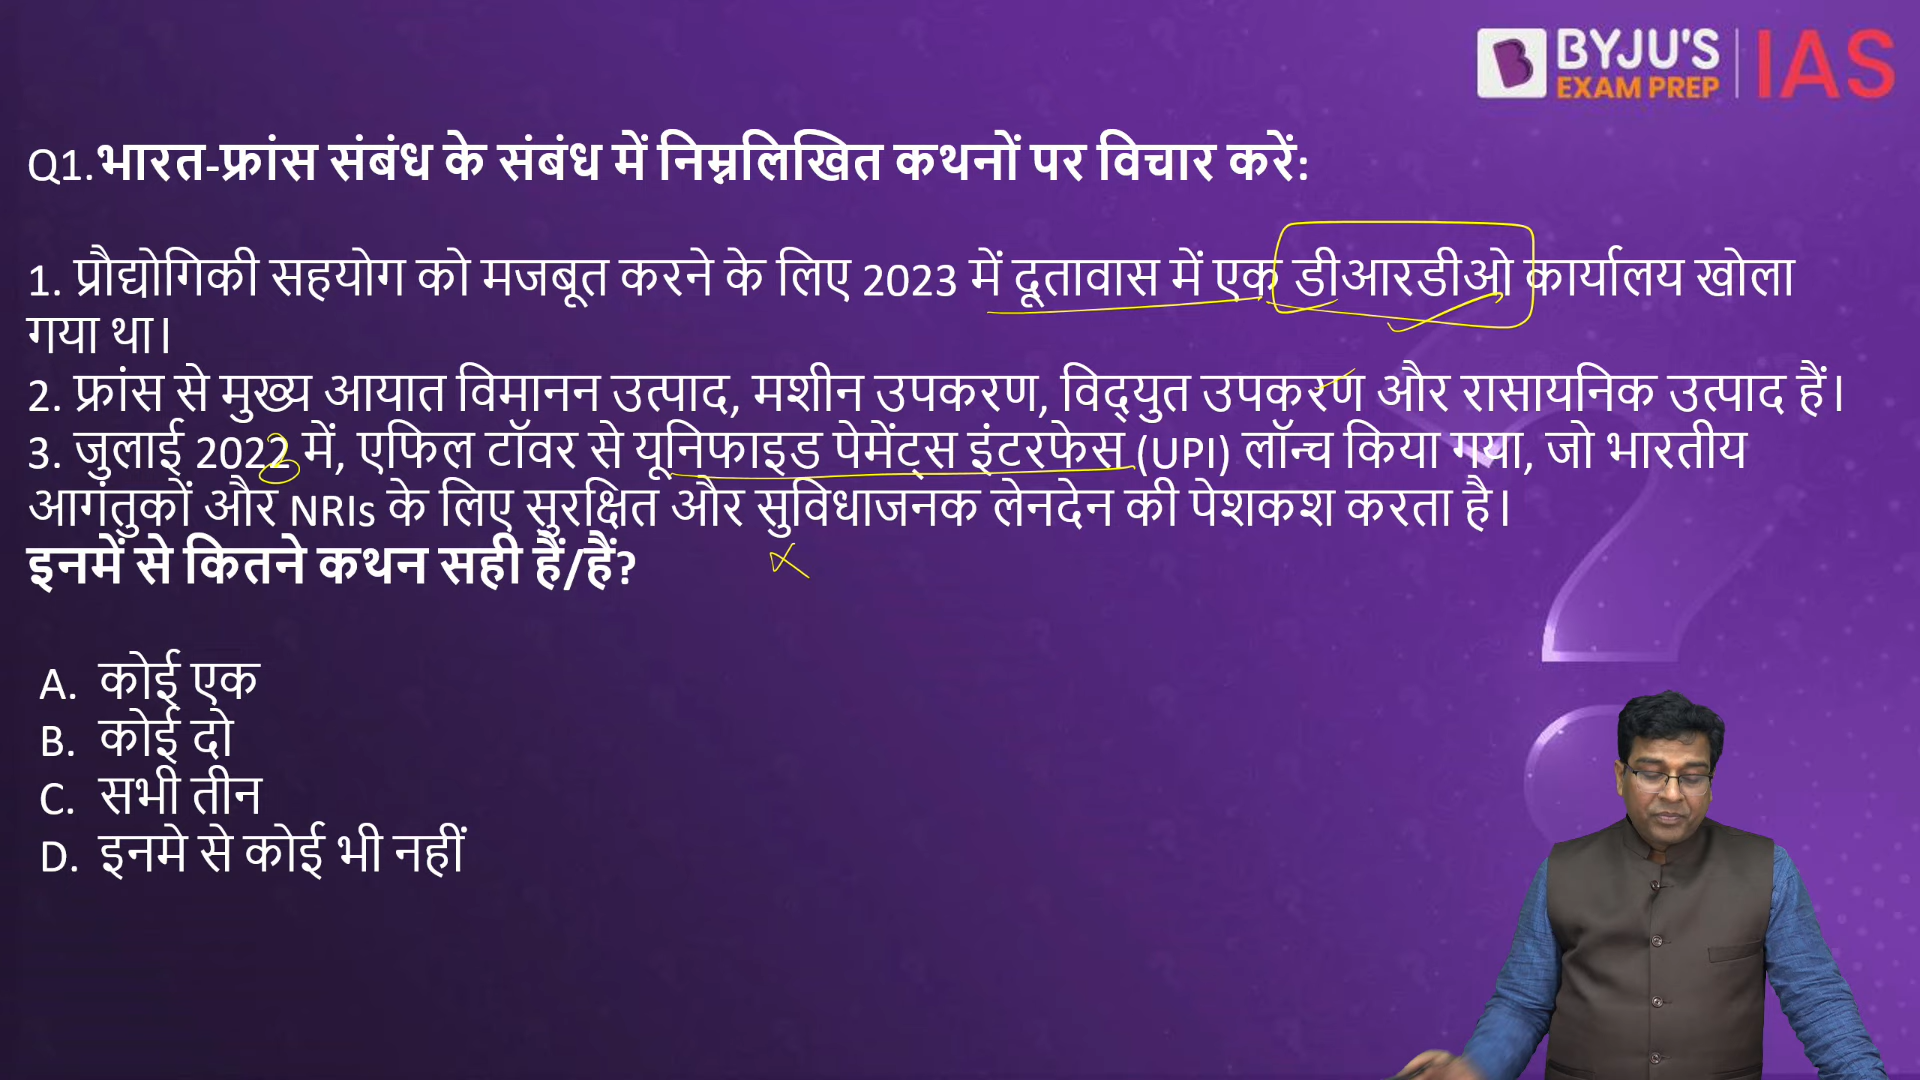 BYJU'S
EXAM PREP
IAS
Q1.भारत-फ्रांस संबंध के संबंध में निम्नलिखित कथनों पर विचार करें:
1. प्रौद्योगिकी सहयोग को मजबूत करने के लिए 2023 में दूतावास में एक डीआरडीओ कार्यालय खोला
गया था।
2. फ्रांस से मुख्य आयात विमानन उत्पाद, मशीन उपकरण, विद्युत उपकरण और रासायनिक उत्पाद हैं।
3. जुलाई 2022 में, एफिल टॉवर से यूनिफाइड पेमेंट्स इंटरफेस (UPI) लॉन्च किया गया, जो भारतीय
आगंतुकों और NRIs के लिए सुरक्षित और सुविधाजनक लेनदेन की पेशकश करता है।
इनमें से कितने कथन सही हैं/हैं?
A. कोई एक
B. कोई दो
C. सभी तीन
D. इनमे से कोई भी नहीं